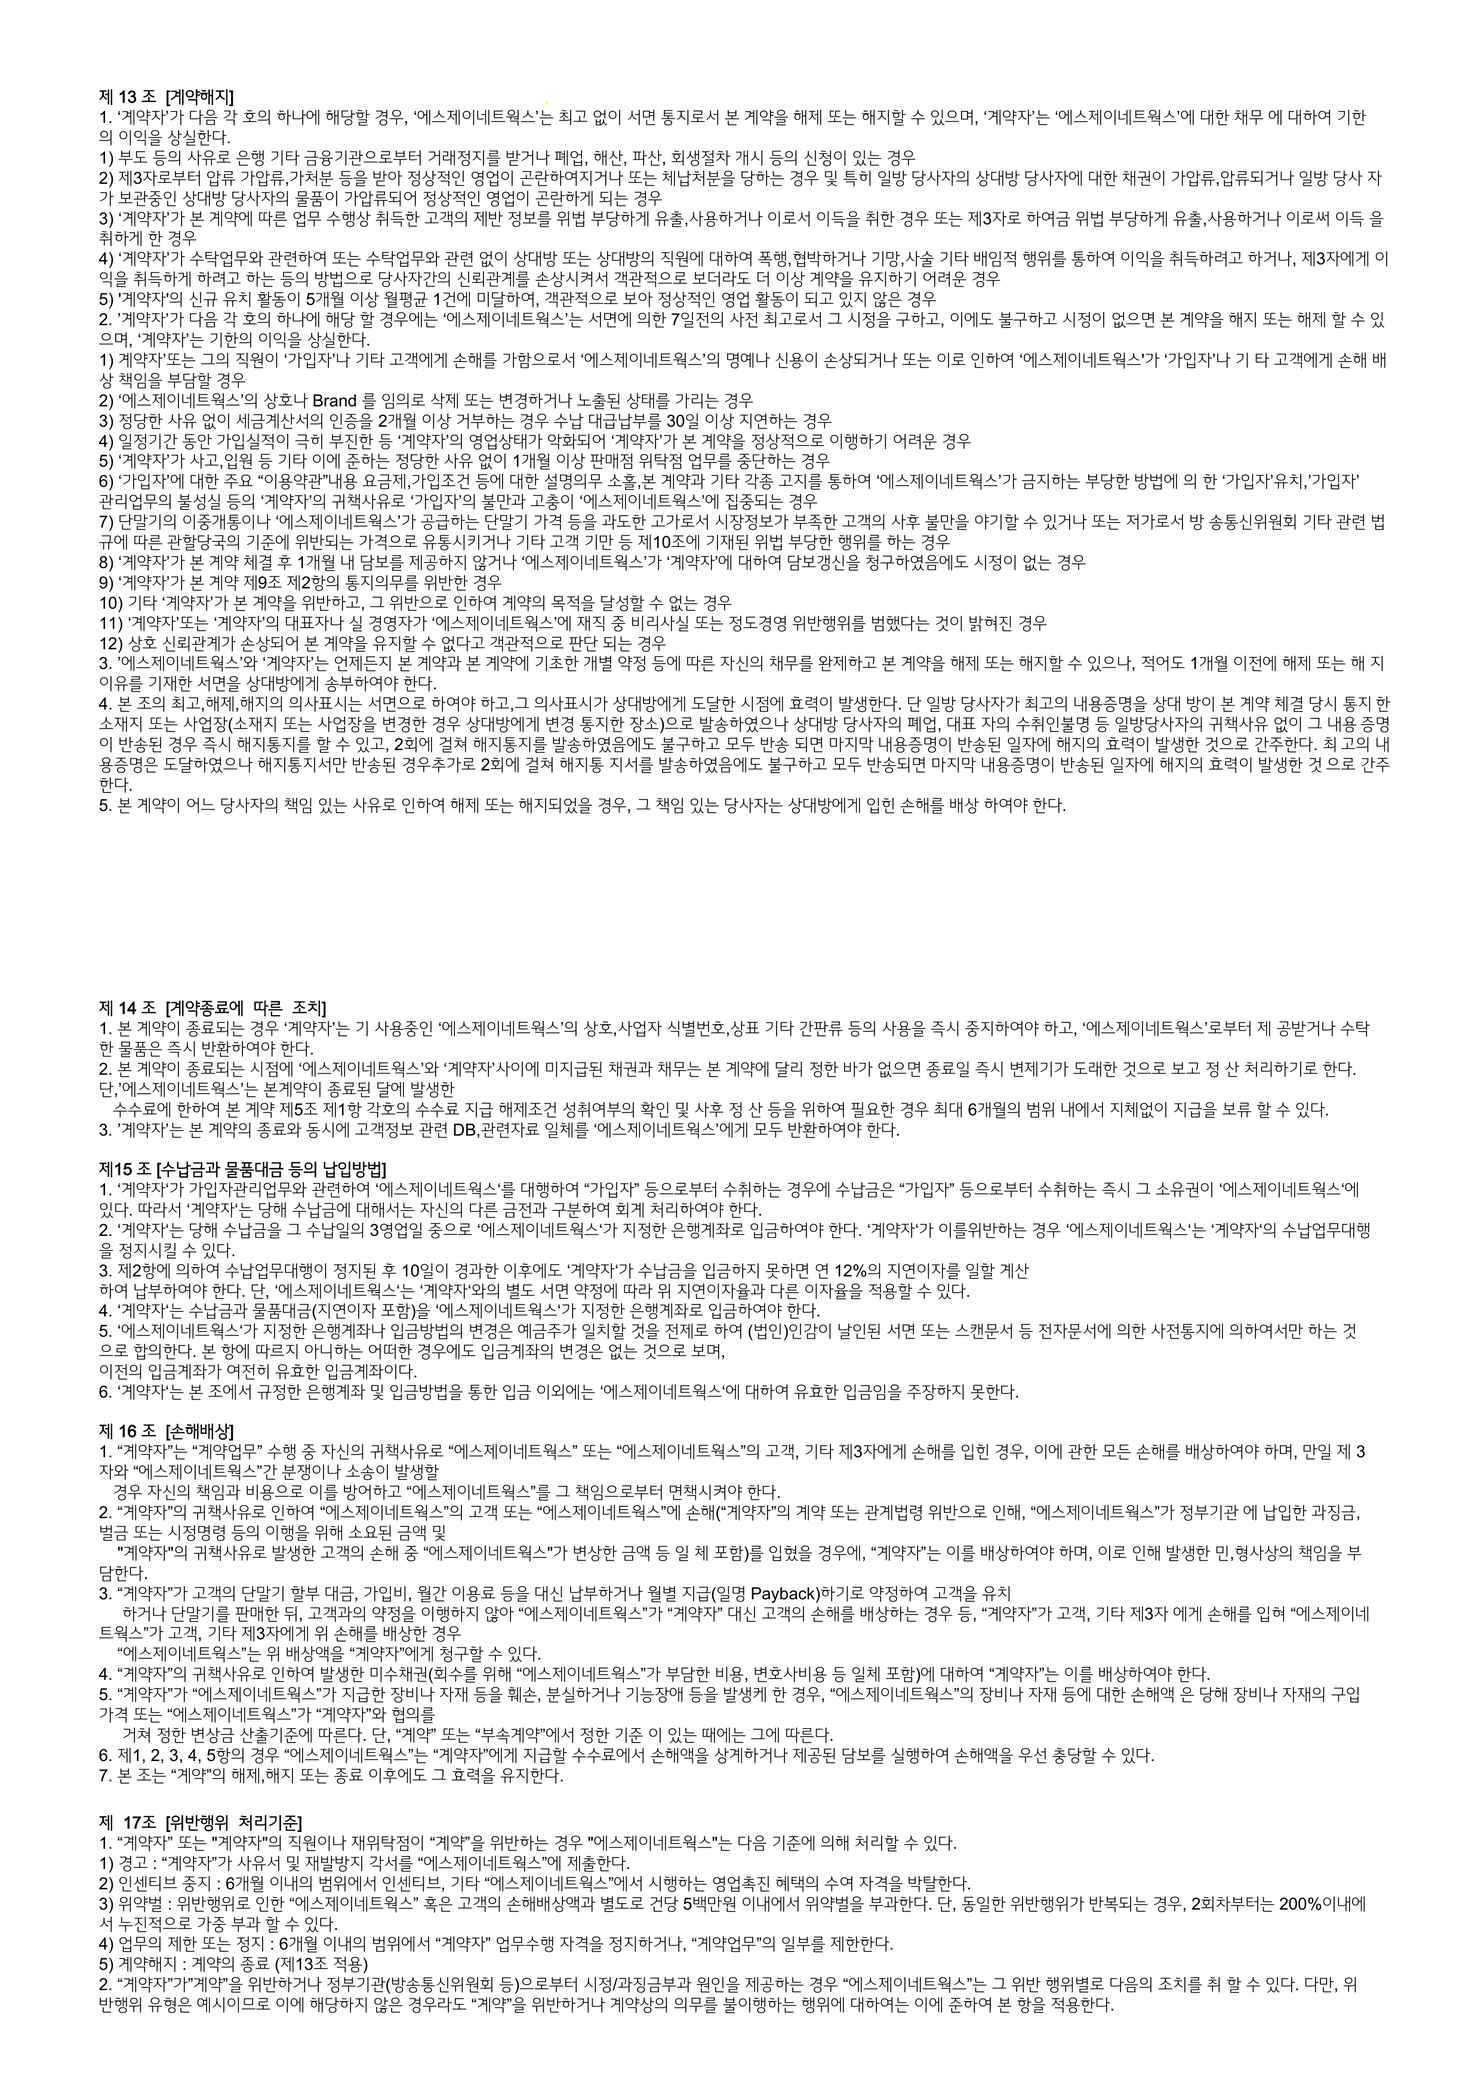 제 13 조 [계약해지]
1. ‘계약자’가 다음 각 호의 하나에 해당할 경우, ‘에스제이네트웍스’는 최고 없이 서면 통지로서 본 계약을 해제 또는 해지할 수 있으며, ‘계약자’는 ‘에스제이네트웍스’에 대한 채무 에 대하여 기한
의 이익을 상실한다.
1) 부도 등의 사유로 은행 기타 금융기관으로부터 거래정지를 받거나 폐업, 해산, 파산, 회생절차 개시 등의 신청이 있는 경우
2) 제3자로부터 압류 가압류,가처분 등을 받아 정상적인 영업이 곤란하여지거나 또는 체납처분을 당하는 경우 및 특히 일방 당사자의 상대방 당사자에 대한 채권이 가압류,압류되거나 일방 당사 자
가 보관중인 상대방 당사자의 물품이 가압류되어 정상적인 영업이 곤란하게 되는 경우
3) ‘계약자’가 본 계약에 따른 업무 수행상 취득한 고객의 제반 정보를 위법 부당하게 유출,사용하거나 이로서 이득을 취한 경우 또는 제3자로 하여금 위법 부당하게 유출,사용하거나 이로써 이득 을
취하게 한 경우
4) ‘계약자’가 수탁업무와 관련하여 또는 수탁업무와 관련 없이 상대방 또는 상대방의 직원에 대하여 폭행,협박하거나 기망,사술 기타 배임적 행위를 통하여 이익을 취득하려고 하거나, 제3자에게 이
익을 취득하게 하려고 하는 등의 방법으로 당사자간의 신뢰관계를 손상시켜서 객관적으로 보더라도 더 이상 계약을 유지하기 어려운 경우
5) '계약자'의 신규 유치 활동이 5개월 이상 월평균 1건에 미달하여, 객관적으로 보아 정상적인 영업 활동이 되고 있지 않은 경우
2. ’계약자’가 다음 각 호의 하나에 해당 할 경우에는 ‘에스제이네트웍스’는 서면에 의한 7일전의 사전 최고로서 그 시정을 구하고, 이에도 불구하고 시정이 없으면 본 계약을 해지 또는 해제 할 수 있
으며, ‘계약자’는 기한의 이익을 상실한다.
1) 계약자’또는 그의 직원이 ‘가입자’나 기타 고객에게 손해를 가함으로서 ‘에스제이네트웍스’의 명예나 신용이 손상되거나 또는 이로 인하여 ‘에스제이네트웍스'가 ‘가입자’나 기 타 고객에게 손해 배
상 책임을 부담할 경우
2) ‘에스제이네트웍스’의 상호나 Brand 를 임의로 삭제 또는 변경하거나 노출된 상태를 가리는 경우
3) 정당한 사유 없이 세금계산서의 인증을 2개월 이상 거부하는 경우 수납 대급납부를 30일 이상 지연하는 경우
4) 일정기간 동안 가입실적이 극히 부진한 등 ‘계약자’의 영업상태가 악화되어 ‘계약자’가 본 계약을 정상적으로 이행하기 어려운 경우
5) ‘계약자’가 사고,입원 등 기타 이에 준하는 정당한 사유 없이 1개월 이상 판매점 위탁점 업무를 중단하는 경우
6) ‘가입자’에 대한 주요 “이용약관”내용 요금제,가입조건 등에 대한 설명의무 소홀,본 계약과 기타 각종 고지를 통하여 ‘에스제이네트웍스’가 금지하는 부당한 방법에 의 한 ‘가입자’유치,’가입자’
관리업무의 불성실 등의 ‘계약자’의 귀책사유로 ‘가입자’의 불만과 고충이 ‘에스제이네트웍스’에 집중되는 경우
7) 단말기의 이중개통이나 ‘에스제이네트웍스’가 공급하는 단말기 가격 등을 과도한 고가로서 시장정보가 부족한 고객의 사후 불만을 야기할 수 있거나 또는 저가로서 방 송통신위원회 기타 관련 법
규에 따른 관할당국의 기준에 위반되는 가격으로 유통시키거나 기타 고객 기만 등 제10조에 기재된 위법 부당한 행위를 하는 경우
8) ‘계약자’가 본 계약 체결 후 1개월 내 담보를 제공하지 않거나 ‘에스제이네트웍스’가 ‘계약자’에 대하여 담보갱신을 청구하였음에도 시정이 없는 경우
9) ‘계약자’가 본 계약 제9조 제2항의 통지의무를 위반한 경우
10) 기타 ‘계약자’가 본 계약을 위반하고, 그 위반으로 인하여 계약의 목적을 달성할 수 없는 경우
11) ‘계약자’또는 ‘계약자’의 대표자나 실 경영자가 ‘에스제이네트웍스’에 재직 중 비리사실 또는 정도경영 위반행위를 범했다는 것이 밝혀진 경우
12) 상호 신뢰관계가 손상되어 본 계약을 유지할 수 없다고 객관적으로 판단 되는 경우
3. ’에스제이네트웍스’와 ‘계약자’는 언제든지 본 계약과 본 계약에 기초한 개별 약정 등에 따른 자신의 채무를 완제하고 본 계약을 해제 또는 해지할 수 있으나, 적어도 1개월 이전에 해제 또는 해 지
이유를 기재한 서면을 상대방에게 송부하여야 한다.
4. 본 조의 최고,해제,해지의 의사표시는 서면으로 하여야 하고,그 의사표시가 상대방에게 도달한 시점에 효력이 발생한다. 단 일방 당사자가 최고의 내용증명을 상대 방이 본 계약 체결 당시 통지 한
소재지 또는 사업장(소재지 또는 사업장을 변경한 경우 상대방에게 변경 통지한 장소)으로 발송하였으나 상대방 당사자의 폐업, 대표 자의 수취인불명 등 일방당사자의 귀책사유 없이 그 내용 증명
이 반송된 경우 즉시 해지통지를 할 수 있고, 2회에 걸쳐 해지통지를 발송하였음에도 불구하고 모두 반송 되면 마지막 내용증명이 반송된 일자에 해지의 효력이 발생한 것으로 간주한다. 최 고의 내
용증명은 도달하였으나 해지통지서만 반송된 경우추가로 2회에 걸쳐 해지통 지서를 발송하였음에도 불구하고 모두 반송되면 마지막 내용증명이 반송된 일자에 해지의 효력이 발생한 것 으로 간주
한다.
5. 본 계약이 어느 당사자의 책임 있는 사유로 인하여 해제 또는 해지되었을 경우, 그 책임 있는 당사자는 상대방에게 입힌 손해를 배상 하여야 한다.
제 14 조 [계약종료에 따른 조치]
1. 본 계약이 종료되는 경우 ‘계약자’는 기 사용중인 ‘에스제이네트웍스’의 상호,사업자 식별번호,상표 기타 간판류 등의 사용을 즉시 중지하여야 하고, ‘에스제이네트웍스’로부터 제 공받거나 수탁
한 물품은 즉시 반환하여야 한다.
2. 본 계약이 종료되는 시점에 ‘에스제이네트웍스’와 ‘계약자’사이에 미지급된 채권과 채무는 본 계약에 달리 정한 바가 없으면 종료일 즉시 변제기가 도래한 것으로 보고 정 산 처리하기로 한다.
단,’에스제이네트웍스’는 본계약이 종료된 달에 발생한
수수료에 한하여 본 계약 제5조 제1항 각호의 수수료 지급 해제조건 성취여부의 확인 및 사후 정 산 등을 위하여 필요한 경우 최대 6개월의 범위 내에서 지체없이 지급을 보류 할 수 있다.
3. ’계약자’는 본 계약의 종료와 동시에 고객정보 관련 DB,관련자료 일체를 ‘에스제이네트웍스’에게 모두 반환하여야 한다.
제15 조 [수납금과 물품대금 등의 납입방법]
1. ‘계약자‘가 가입자관리업무와 관련하여 ‘에스제이네트웍스‘를 대행하여 “가입자” 등으로부터 수취하는 경우에 수납금은 “가입자” 등으로부터 수취하는 즉시 그 소유권이 ‘에스제이네트웍스‘에
있다. 따라서 ‘계약자‘는 당해 수납금에 대해서는 자신의 다른 금전과 구분하여 회계 처리하여야 한다.
2. ‘계약자‘는 당해 수납금을 그 수납일의 3영업일 중으로 ‘에스제이네트웍스‘가 지정한 은행계좌로 입금하여야 한다. ‘계약자‘가 이를위반하는 경우 ‘에스제이네트웍스‘는 ‘계약자‘의 수납업무대행
을 정지시킬 수 있다.
3. 제2항에 의하여 수납업무대행이 정지된 후 10일이 경과한 이후에도 ‘계약자‘가 수납금을 입금하지 못하면 연 12%의 지연이자를 일할 계산
하여 납부하여야 한다. 단, ‘에스제이네트웍스‘는 ‘계약자‘와의 별도 서면 약정에 따라 위 지연이자율과 다른 이자율을 적용할 수 있다.
4. ‘계약자‘는 수납금과 물품대금(지연이자 포함)을 ‘에스제이네트웍스‘가 지정한 은행계좌로 입금하여야 한다.
5. ‘에스제이네트웍스‘가 지정한 은행계좌나 입금방법의 변경은 예금주가 일치할 것을 전제로 하여 (법인)인감이 날인된 서면 또는 스캔문서 등 전자문서에 의한 사전통지에 의하여서만 하는 것
으로 합의한다. 본 항에 따르지 아니하는 어떠한 경우에도 입금계좌의 변경은 없는 것으로 보며,
이전의 입금계좌가 여전히 유효한 입금계좌이다.
6. ‘계약자‘는 본 조에서 규정한 은행계좌 및 입금방법을 통한 입금 이외에는 ‘에스제이네트웍스‘에 대하여 유효한 입금임을 주장하지 못한다.
제 16 조 [손해배상]
1. “계약자”는 “계약업무” 수행 중 자신의 귀책사유로 “에스제이네트웍스” 또는 “에스제이네트웍스”의 고객, 기타 제3자에게 손해를 입힌 경우, 이에 관한 모든 손해를 배상하여야 하며, 만일 제 3
자와 “에스제이네트웍스”간 분쟁이나 소송이 발생할
경우 자신의 책임과 비용으로 이를 방어하고 “에스제이네트웍스”를 그 책임으로부터 면책시켜야 한다.
2. “계약자”의 귀책사유로 인하여 “에스제이네트웍스”의 고객 또는 “에스제이네트웍스”에 손해(“계약자”의 계약 또는 관계법령 위반으로 인해, “에스제이네트웍스”가 정부기관 에 납입한 과징금,
벌금 또는 시정명령 등의 이행을 위해 소요된 금액 및
"계약자"의 귀책사유로 발생한 고객의 손해 중 “에스제이네트웍스"가 변상한 금액 등 일 체 포함)를 입혔을 경우에, “계약자”는 이를 배상하여야 하며, 이로 인해 발생한 민,형사상의 책임을 부
담한다.
3. “계약자”가 고객의 단말기 할부 대금, 가입비, 월간 이용료 등을 대신 납부하거나 월별 지급(일명 Payback)하기로 약정하여 고객을 유치
하거나 단말기를 판매한 뒤, 고객과의 약정을 이행하지 않아 “에스제이네트웍스”가 “계약자” 대신 고객의 손해를 배상하는 경우 등, “계약자”가 고객, 기타 제3자 에게 손해를 입혀 “에스제이네
트웍스”가 고객, 기타 제3자에게 위 손해를 배상한 경우
“에스제이네트웍스”는 위 배상액을 “계약자”에게 청구할 수 있다.
4. “계약자”의 귀책사유로 인하여 발생한 미수채권(회수를 위해 “에스제이네트웍스”가 부담한 비용, 변호사비용 등 일체 포함)에 대하여 “계약자”는 이를 배상하여야 한다.
5. “계약자”가 “에스제이네트웍스”가 지급한 장비나 자재 등을 훼손, 분실하거나 기능장애 등을 발생케 한 경우, “에스제이네트웍스”의 장비나 자재 등에 대한 손해액 은 당해 장비나 자재의 구입
가격 또는 “에스제이네트웍스”가 “계약자”와 협의를
거쳐 정한 변상금 산출기준에 따른다. 단, “계약” 또는 “부속계약”에서 정한 기준 이 있는 때에는 그에 따른다.
6. 제1, 2, 3, 4, 5항의 경우 “에스제이네트웍스”는 “계약자”에게 지급할 수수료에서 손해액을 상계하거나 제공된 담보를 실행하여 손해액을 우선 충당할 수 있다.
7. 본 조는 “계약”의 해제,해지 또는 종료 이후에도 그 효력을 유지한다.
제 17조 [위반행위 처리기준]
1. “계약자” 또는 "계약자"의 직원이나 재위탁점이 “계약”을 위반하는 경우 "에스제이네트웍스"는 다음 기준에 의해 처리할 수 있다.
1) 경고 : “계약자”가 사유서 및 재발방지 각서를 “에스제이네트웍스”에 제출한다.
2) 인센티브 중지 : 6개월 이내의 범위에서 인센티브, 기타 “에스제이네트웍스”에서 시행하는 영업촉진 혜택의 수여 자격을 박탈한다.
3) 위약벌 : 위반행위로 인한 “에스제이네트웍스” 혹은 고객의 손해배상액과 별도로 건당 5백만원 이내에서 위약벌을 부과한다. 단, 동일한 위반행위가 반복되는 경우, 2회차부터는 200%이내에
서 누진적으로 가중 부과 할 수 있다.
4) 업무의 제한 또는 정지 : 6개월 이내의 범위에서 “계약자” 업무수행 자격을 정지하거나, “계약업무”의 일부를 제한한다.
5) 계약해지 : 계약의 종료 (제13조 적용)
2. “계약자”가”계약”을 위반하거나 정부기관(방송통신위원회 등)으로부터 시정/과징금부과 원인을 제공하는 경우 “에스제이네트웍스”는 그 위반 행위별로 다음의 조치를 취 할 수 있다. 다만, 위
반행위 유형은 예시이므로 이에 해당하지 않은 경우라도 “계약”을 위반하거나 계약상의 의무를 불이행하는 행위에 대하여는 이에 준하여 본 항을 적용한다.